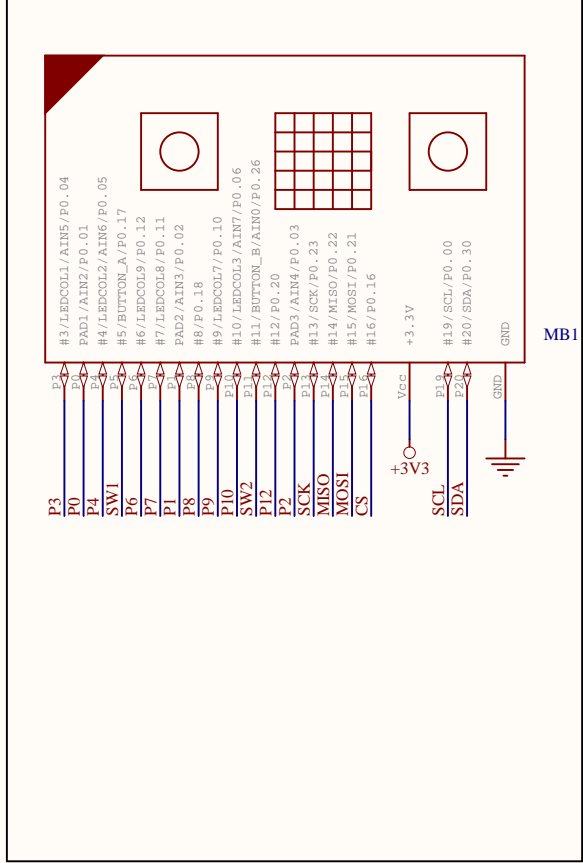 #3/LEDCOL1/AIN5/P0.04
PAD1/AIN2/P0.01
#4/LEDCOL2/AIN6/P0.05
#5/BUTTON_A/P0.17
#6/LEDCOL9/P0.12
#7/LEDCOL8/P0.11
PAD2/AIN3/P0.02
#8/P0.18
#9/LEDCOL7/P0.10
#10/LEDCOL3/AIN7/P0.06
#11/BUTTON_B/AIN0/P0.26
#12/P0.20
PAD3/AIN4/P0.03
#13/SCK/P0.23
#14/MISO/P0.22
#15/MOSI/P0.21
#16/P0.16
+3.3V
#19/SCL/P0.00
#20/SDA/P0.30
GND
MB1
P3
P0
P4
P5
P6
P7
P1
P8
P9
P10
P11
P12
P2
P13
P14
P15
P16
Vcc
P19
P20
GND
+3V3
P3
P0
P4
SW1
P6
P7
P1
P8
P9
P10
SW2
P12
P2
SCK
MISO
MOSI
CS
SCL
SDA